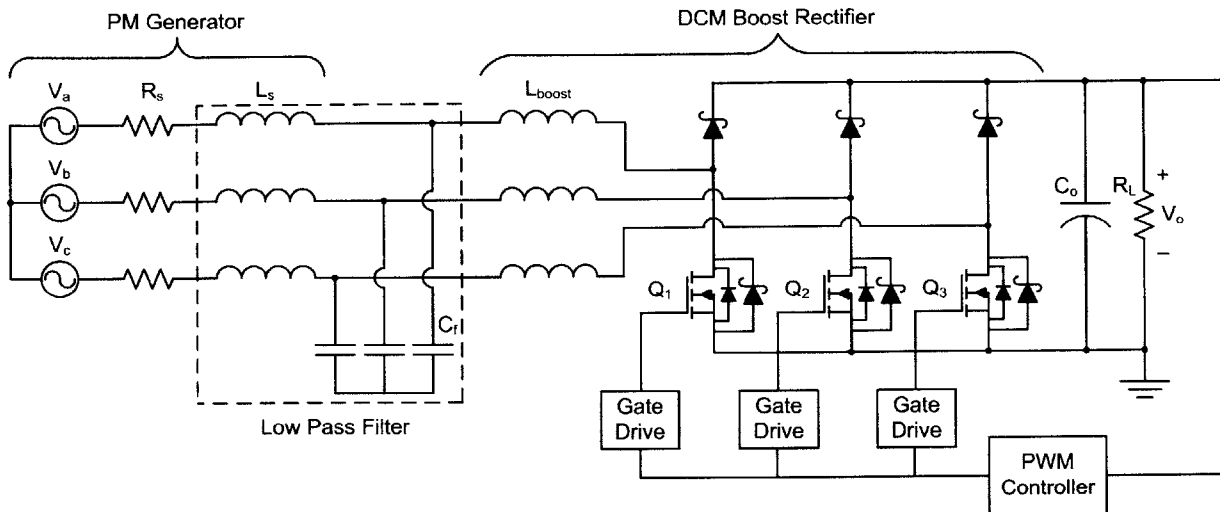 PM Generator
DCM Boost Rectifier
Va
Rs
Ls
Lboost
Vb
Vc
Co
RL
+
Vo
–
Q1
Q2
Q3
Cf
Low Pass Filter
Gate
Drive
Gate
Drive
Gate
Drive
PWM
Controller